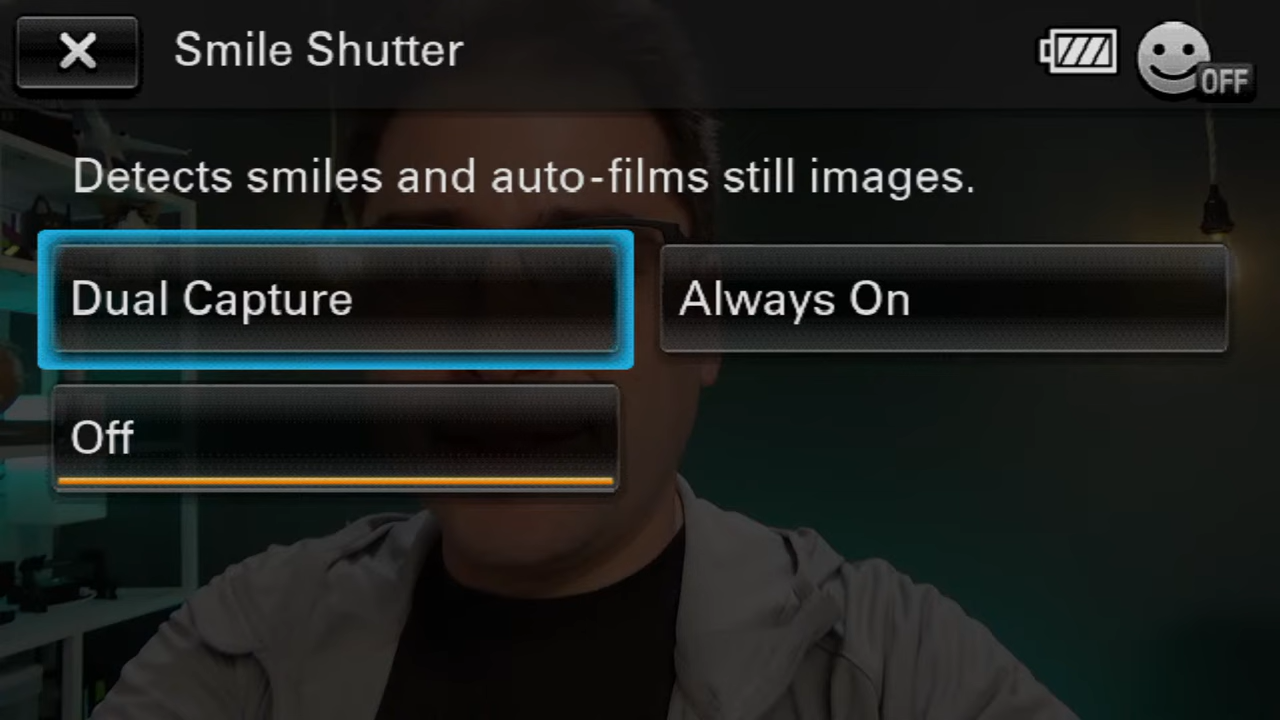 Smile Shutter
OFF
Detects smiles and auto-films still images.
Dual Capture
Always On
Off